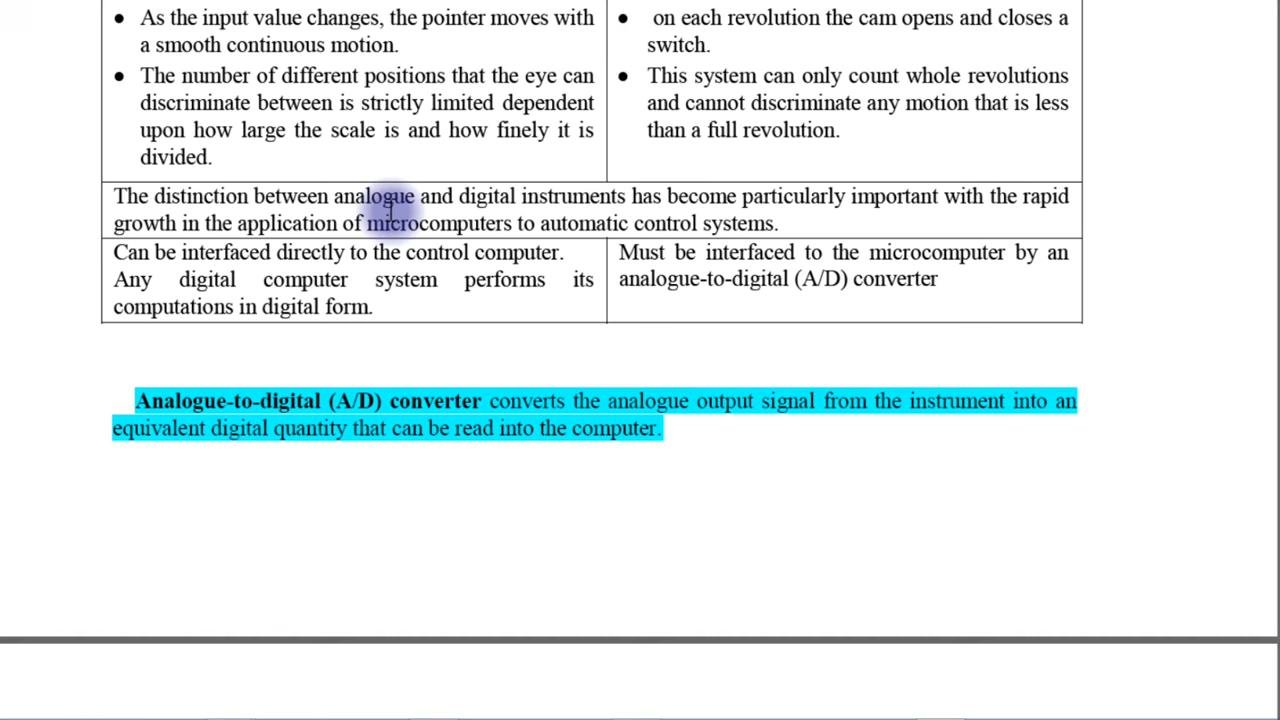 • As the input value changes, the pointer moves with
a smooth continuous motion.
• The number of different positions that the eye can
discriminate between is strictly limited dependent
upon how large the scale is and how finely it is
divided.
• on each revolution the cam opens and closes a
switch.
• This system can only count whole revolutions
and cannot discriminate any motion that is less
than a full revolution.
The distinction between analogue and digital instruments has become particularly important with the rapid
growth in the application of microcomputers to automatic control systems.
Can be interfaced directly to the control computer.
Any digital computer system performs its
computations in digital form.
Must be interfaced to the microcomputer by an
analogue-to-digital (A/D) converter
Analogue-to-digital (A/D) converter converts the analogue output signal from the instrument into an
equivalent digital quantity that can be read into the computer.